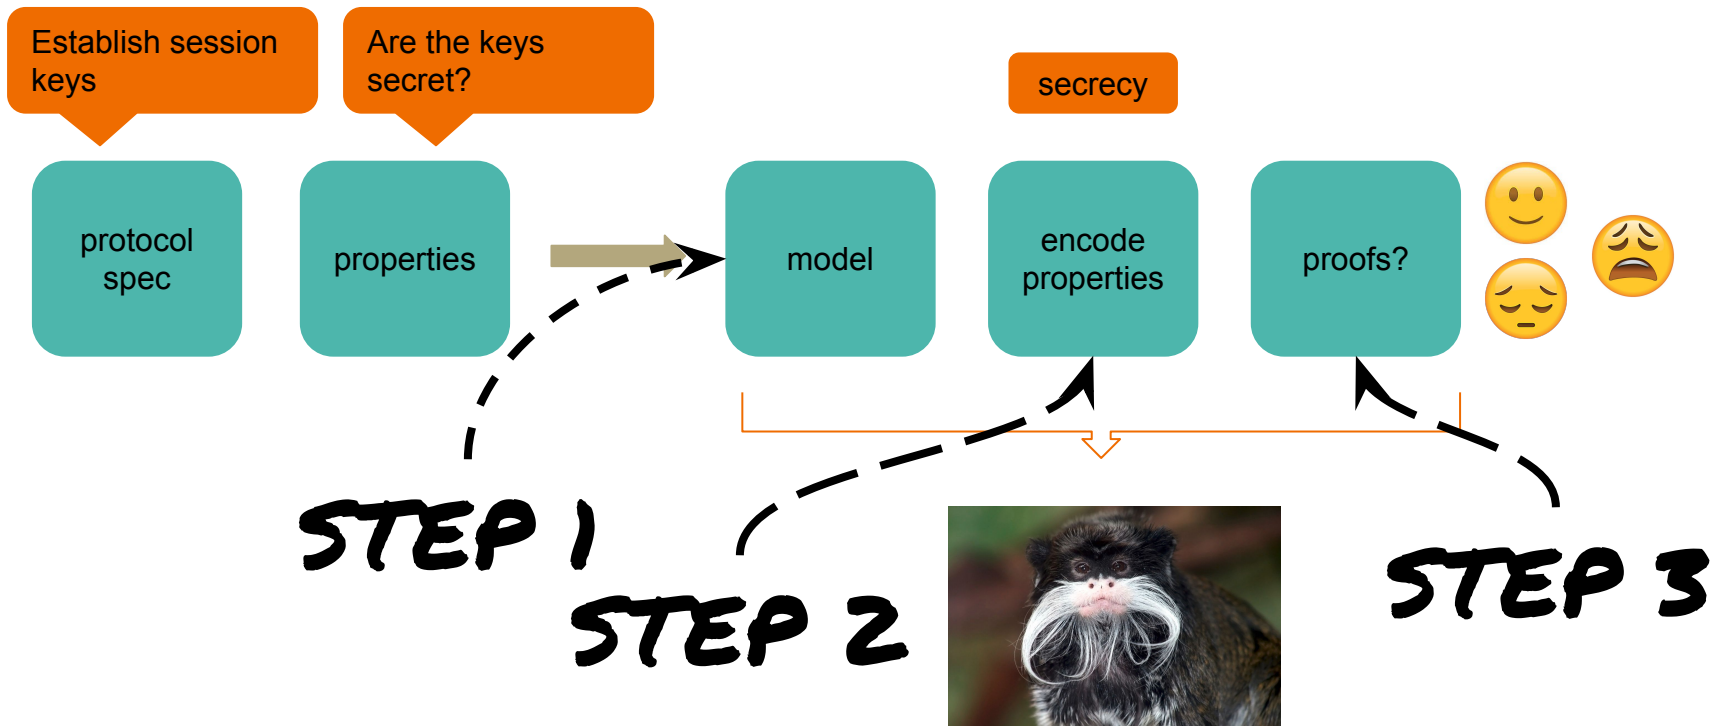 Establish session
keys
Are the keys
secret?
secrecy
protocol
spec
properties
model
encode
properties
proofs?
STEP 1
STEP 2
STEP 3